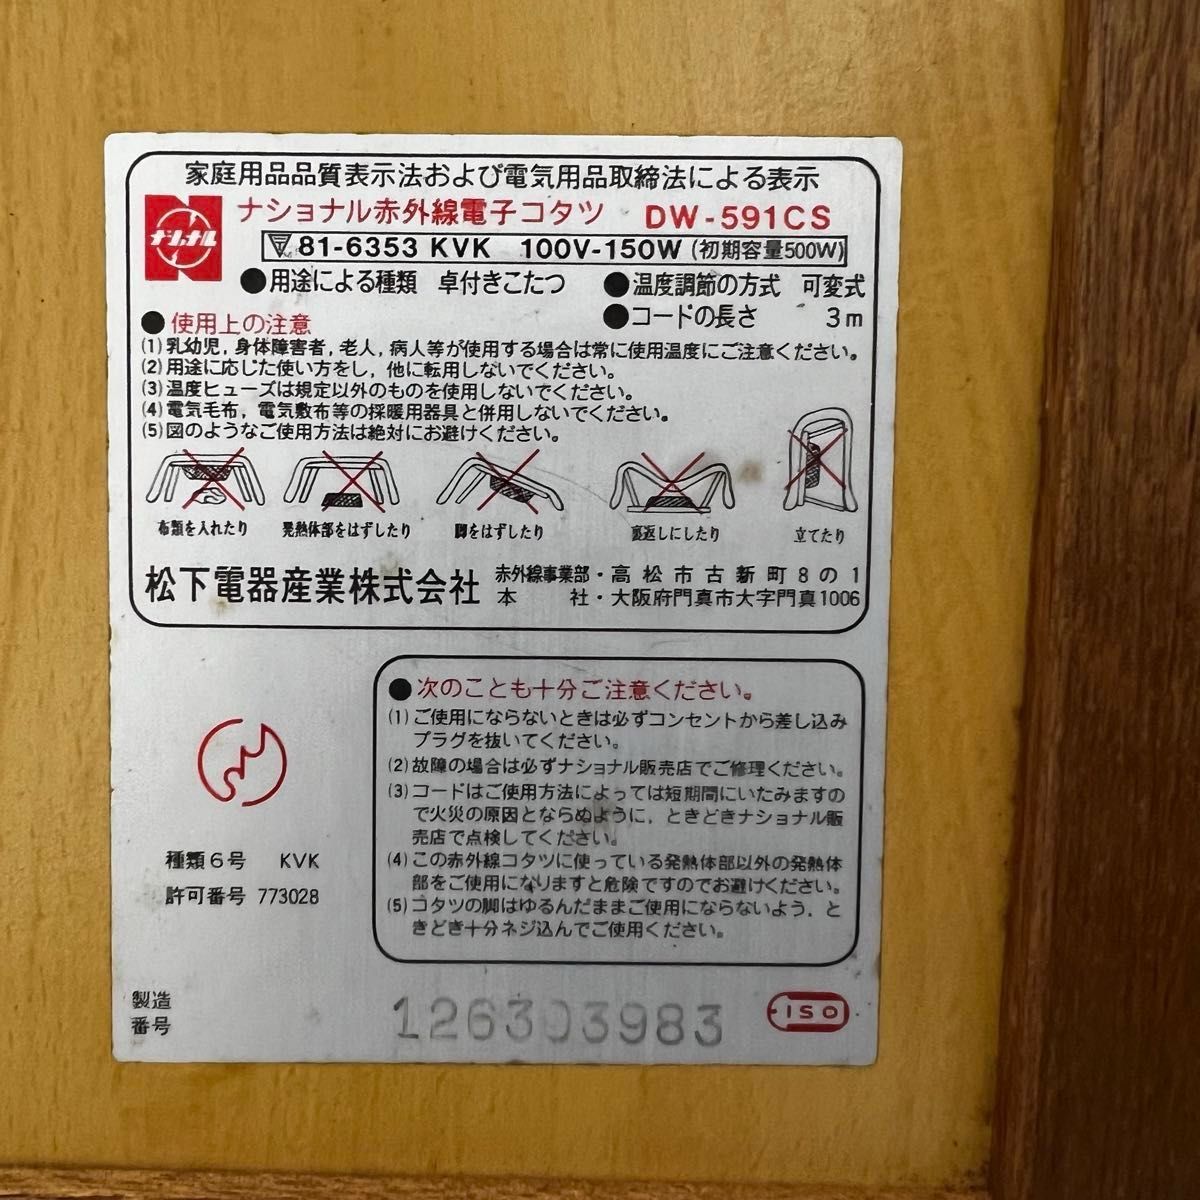 家庭用品品質表示法および電気用品取締法による表示
ナショナル
ナショナル赤外線電子コタツ DW-591CS
81-6353 KVK 100V-150W (初期容量500W)
●用途による種類 卓付きこたつ ●温度調節の方式 可変式
●コードの長さ 3m
●使用上の注意
(1)乳幼児,身体障害者,老人,病人等が使用する場合は常に使用温度にご注意ください。
(2)用途に応じた使い方をし,他に転用しないでください。
(3)温度ヒューズは規定以外のものを使用しないでください。
(4)電気毛布,電気敷布等の採暖用器具と併用しないでください。
(5)図のようなご使用方法は絶対にお避けください。
布類を入れたり 発熱体部をはずしたり 脚をはずしたり 裏返しにしたり 立てたり
松下電器産業株式会社
赤外線事業部・高松市古新町8の1
本社・大阪府門真市大字門真1006
●次のことも十分ご注意ください。
(1)ご使用にならないときは必ずコンセントから差し込み
プラグを抜いてください。
(2)故障の場合は必ずナショナル販売店でご修理ください。
(3)コードはご使用方法によっては短期間にいたみますの
で火災の原因とならぬように,ときどきナショナル販
売店で点検してください。
(4)この赤外線コタツに使っている発熱体部以外の発熱体
部をご使用になりますと危険ですのでお避けください。
(5)コタツの脚はゆるんだままご使用にならないよう,と
きどき十分ネジ込んでご使用ください。
種類6号 KVK
許可番号 773028
製造
番号
126303983
ISO